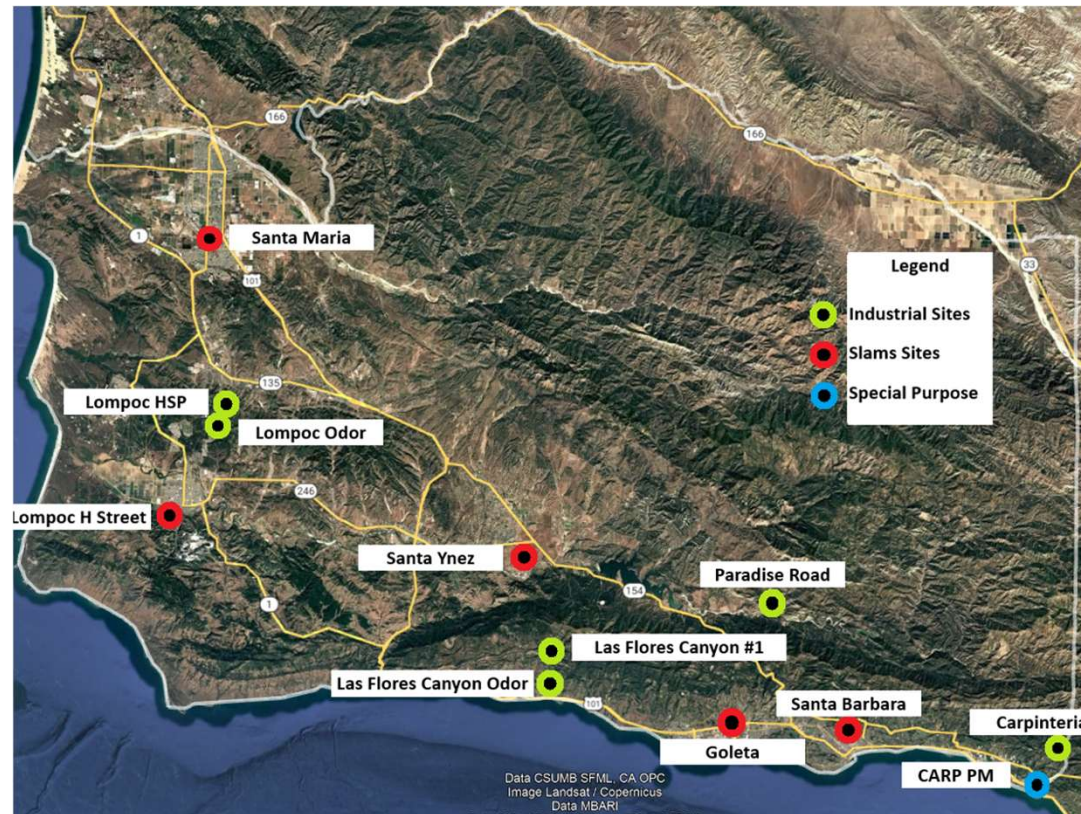 166
166
1
Santa Maria
101
Legend
33
Industrial Sites
Slams Sites
Special Purpose
135
Lompoc HSP
Lompoc Odor
246
Lompoc H Street
Santa Ynez
154
Paradise Road
1
Las Flores Canyon #1
Las Flores Canyon Odor
101
Santa Barbara
Goleta
Carpinteria
CARP PM
Data CSUMB SFML, CA OPC
Image Landsat / Copernicus
Data MBARI